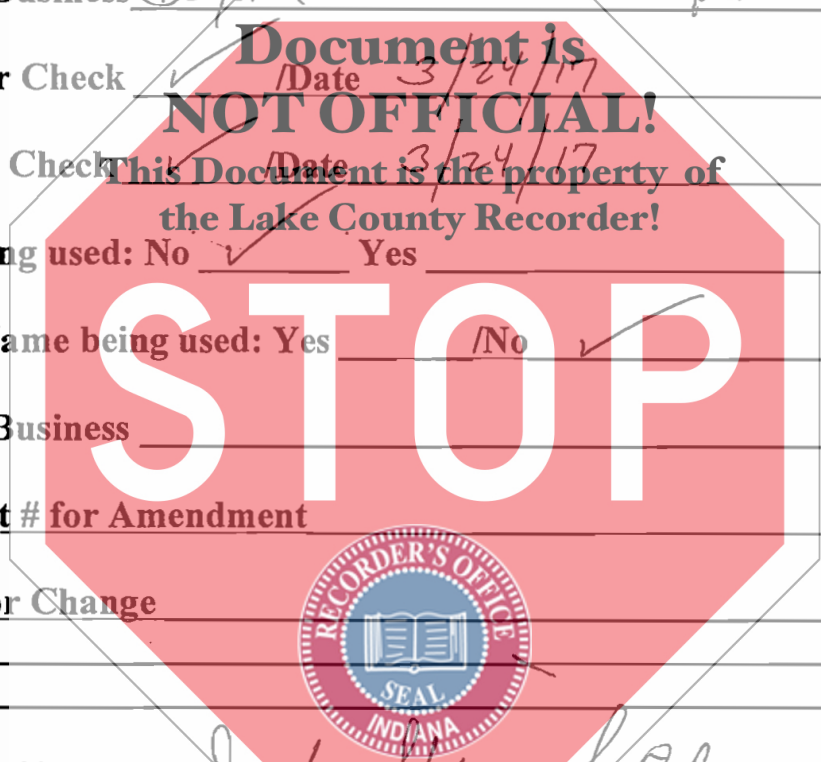 Business
Document is
r Check /Date 3/24/17
NOT OFFICIAL!
Check /Date 3/24/17
This Document is the property of
the Lake County Recorder!
ng used: No ✓ Yes
STOP
ame being used: Yes /No ✓
Business
t # for Amendment
RECORDER'S OFFICE
r Change
SEAL
INDIANA